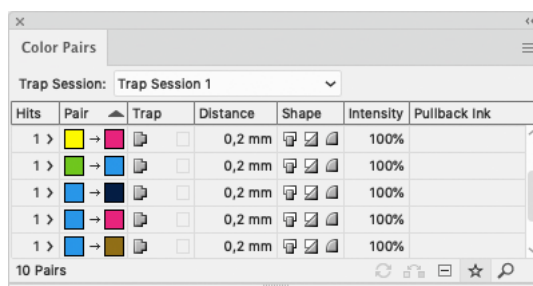 Color Pairs
Trap Session: Trap Session 1
Hits Pair Trap Distance Shape Intensity Pullback Ink
1 0,2 mm 100%
1 0,2 mm 100%
1 0,2 mm 100%
1 0,2 mm 100%
1 0,2 mm 100%
10 Pairs